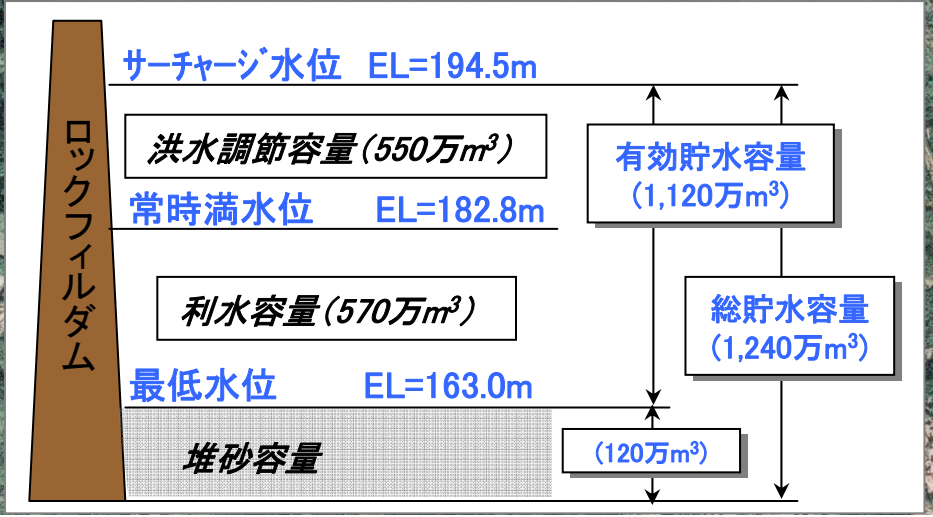 サーチャージ水位 EL=194.5m
洪水調節容量(550万m³)
有効貯水容量
(1,120万m³)
常時満水位 EL=182.8m
ロックフィルダム
利水容量(570万m³)
総貯水容量
(1,240万m³)
最低水位 EL=163.0m
堆砂容量
(120万m³)